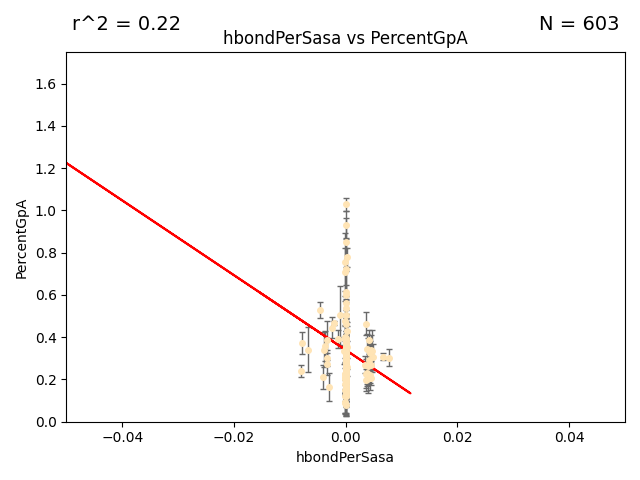 r^2 = 0.22
N = 603
hbondPerSasa vs PercentGpA
PercentGpA
1.6
1.4
1.2
1.0
0.8
0.6
0.4
0.2
0.0
−0.04
−0.02
0.00
0.02
0.04
hbondPerSasa